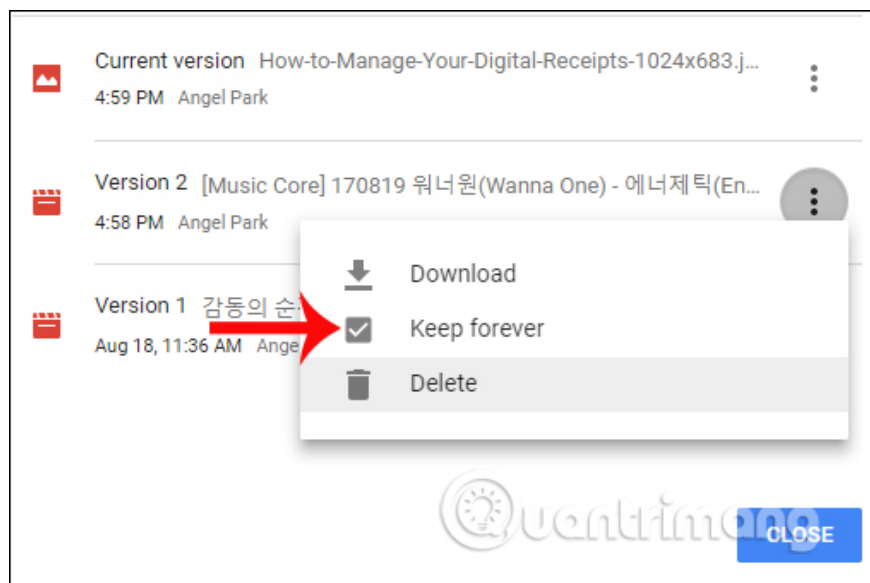 Current version How-to-Manage-Your-Digital-Receipts-1024x683.j...
4:59 PM Angel Park
Version 2 [Music Core] 170819 워너원(Wanna One) - 에너제틱(En...
4:58 PM Angel Park
Download
Version 1 감동의 순
Keep forever
Aug 18, 11:36 AM Ange
Delete
Quantrimang
CLOSE